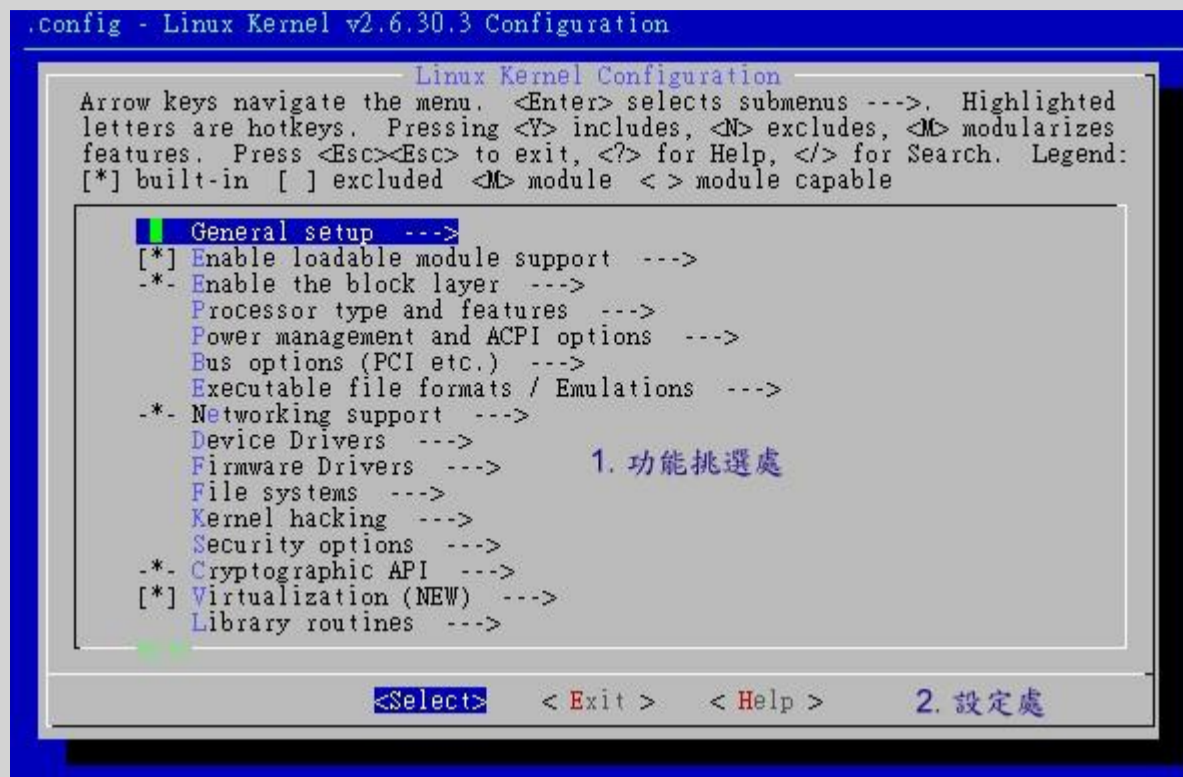 .config - Linux Kernel v2.6.30.3 Configuration
Linux Kernel Configuration
Arrow keys navigate the menu.  <Enter> selects submenus --->.  Highlighted
letters are hotkeys.  Pressing <Y> includes, <N> excludes, <M> modularizes
features.  Press <Esc><Esc> to exit, <?> for Help, </> for Search.  Legend:
[*] built-in  [ ] excluded  <M> module  < > module capable
General setup  --->
[*] Enable loadable module support  --->
-*- Enable the block layer  --->
Processor type and features  --->
Power management and ACPI options  --->
Bus options (PCI etc.)  --->
Executable file formats / Emulations  --->
-*- Networking support  --->
Device Drivers  --->
Firmware Drivers  --->
1. 功能挑選處
File systems  --->
Kernel hacking  --->
Security options  --->
-*- Cryptographic API  --->
[*] Virtualization (NEW)  --->
Library routines  --->
<Select>    < Exit >    < Help >
2. 設定處